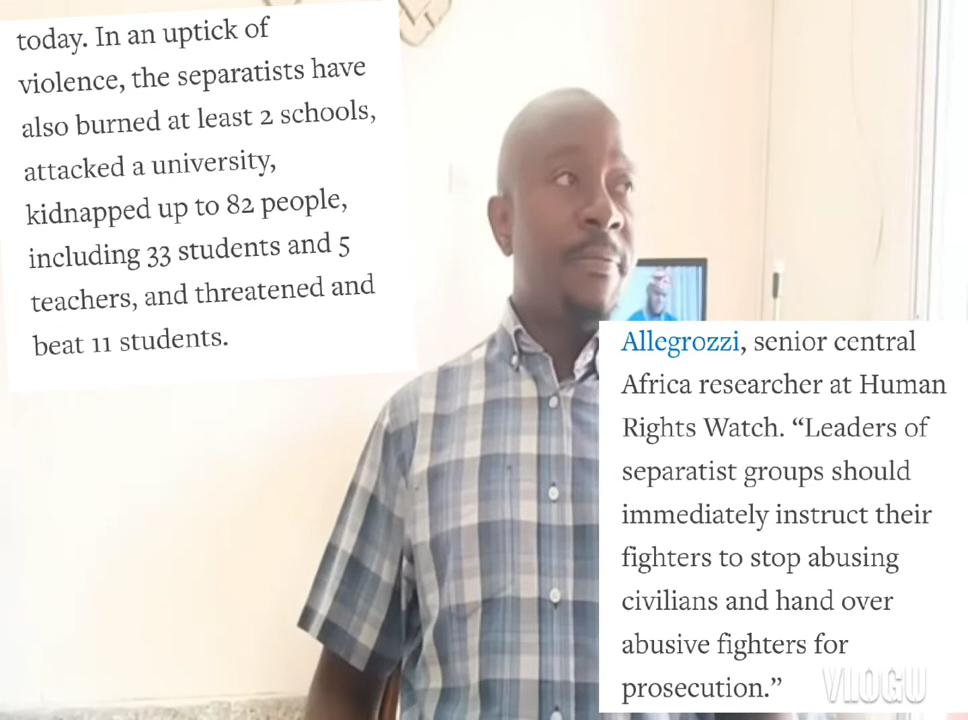 today. In an uptick of
violence, the separatists have
also burned at least 2 schools,
attacked a university,
kidnapped up to 82 people,
including 33 students and 5
teachers, and threatened and
beat 11 students.
Allegrozzi, senior central
Africa researcher at Human
Rights Watch. “Leaders of
separatist groups should
immediately instruct their
fighters to stop abusing
civilians and hand over
abusive fighters for
prosecution.”
VLOGU